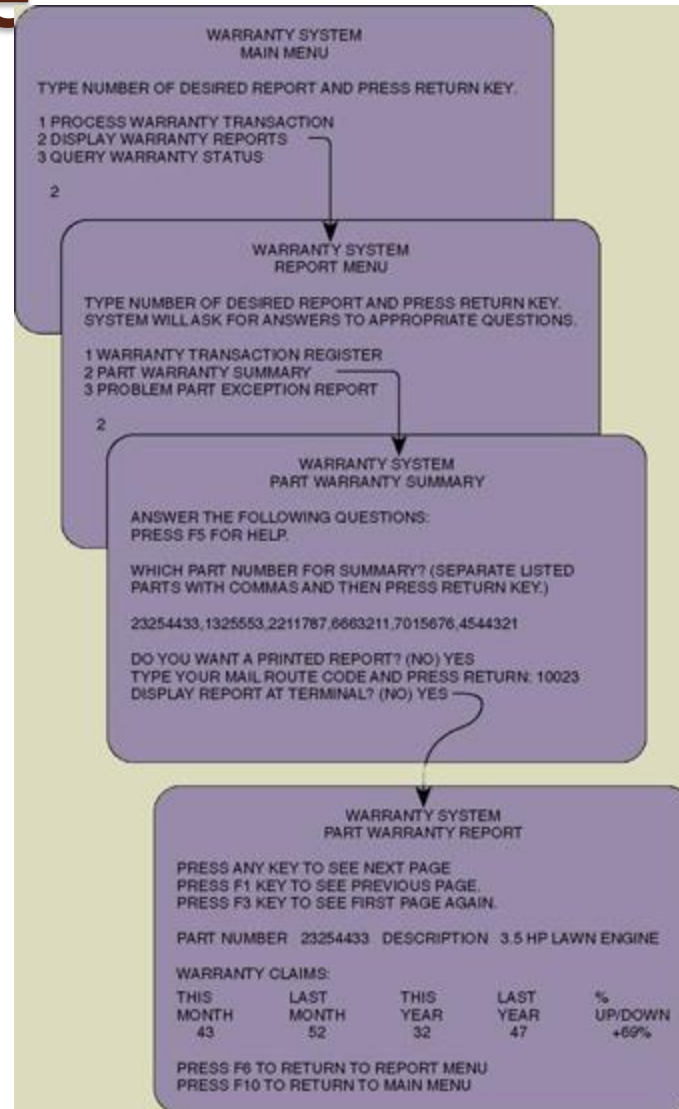 WARRANTY SYSTEM
MAIN MENU
TYPE NUMBER OF DESIRED REPORT AND PRESS RETURN KEY.
1 PROCESS WARRANTY TRANSACTION
2 DISPLAY WARRANTY REPORTS
3 QUERY WARRANTY STATUS
2
WARRANTY SYSTEM
REPORT MENU
TYPE NUMBER OF DESIRED REPORT AND PRESS RETURN KEY.
SYSTEM WILL ASK FOR ANSWERS TO APPROPRIATE QUESTIONS.
1 WARRANTY TRANSACTION REGISTER
2 PART WARRANTY SUMMARY
3 PROBLEM PART EXCEPTION REPORT
2
WARRANTY SYSTEM
PART WARRANTY SUMMARY
ANSWER THE FOLLOWING QUESTIONS:
PRESS F5 FOR HELP.
WHICH PART NUMBER FOR SUMMARY? (SEPARATE LISTED
PARTS WITH COMMAS AND THEN PRESS RETURN KEY.)
23254433,1325553,2211787,6663211,7015676,4544321
DO YOU WANT A PRINTED REPORT? (NO) YES
TYPE YOUR MAIL ROUTE CODE AND PRESS RETURN: 10023
DISPLAY REPORT AT TERMINAL? (NO) YES
WARRANTY SYSTEM
PART WARRANTY REPORT
PRESS ANY KEY TO SEE NEXT PAGE
PRESS F1 KEY TO SEE PREVIOUS PAGE.
PRESS F3 KEY TO SEE FIRST PAGE AGAIN.
PART NUMBER 23254433 DESCRIPTION 3.5 HP LAWN ENGINE
WARRANTY CLAIMS:
THIS LAST THIS LAST %
MONTH MONTH YEAR YEAR UP/DOWN
43 52 32 47 +69%
PRESS F6 TO RETURN TO REPORT MENU
PRESS F10 TO RETURN TO MAIN MENU